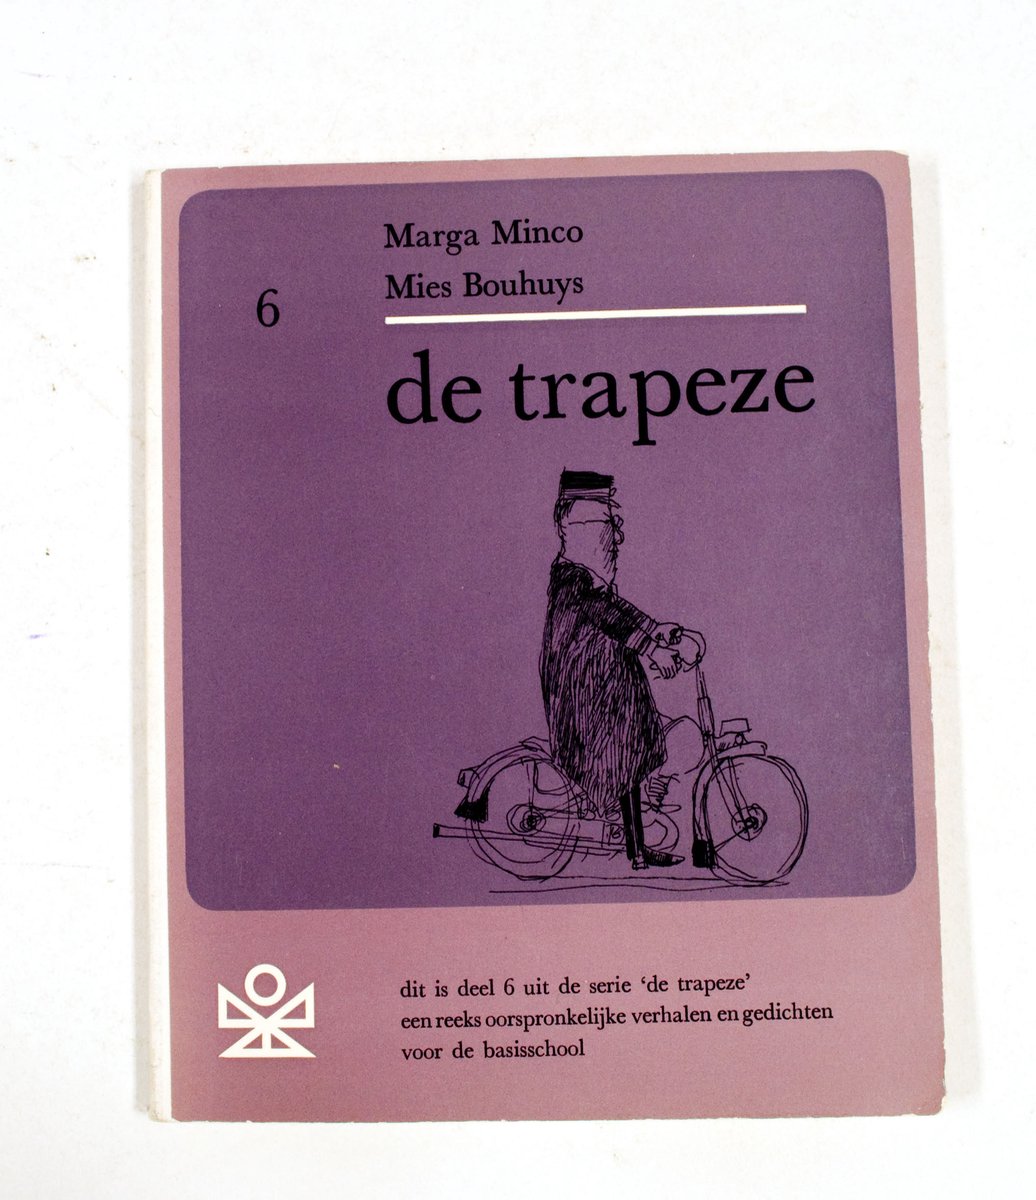 Marga Minco
Mies Bouhuys
6
de trapeze
dit is deel 6 uit de serie ‘de trapeze’
een reeks oorspronkelijke verhalen en gedichten
voor de basisschool